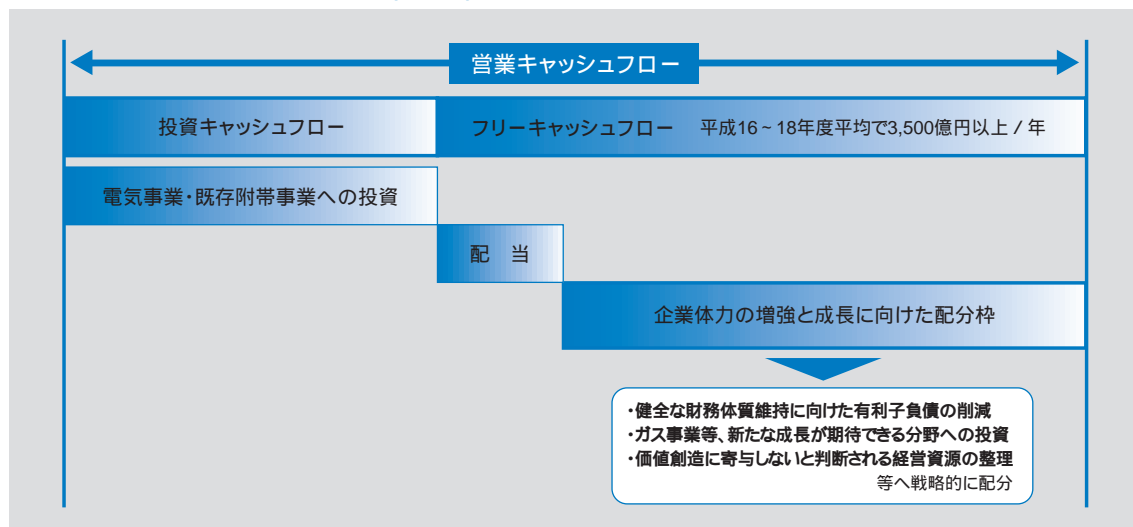 営業キャッシュフロー
投資キャッシュフロー
フリーキャッシュフロー 平成16~18年度平均で3,500億円以上 / 年
電気事業・既存附帯事業への投資
配 当
企業体力の増強と成長に向けた配分枠
・健全な財務体質維持に向けた有利子負債の削減
・ガス事業等、新たな成長が期待できる分野への投資
・価値創造に寄与しないと判断される経営資源の整理
等へ戦略的に配分